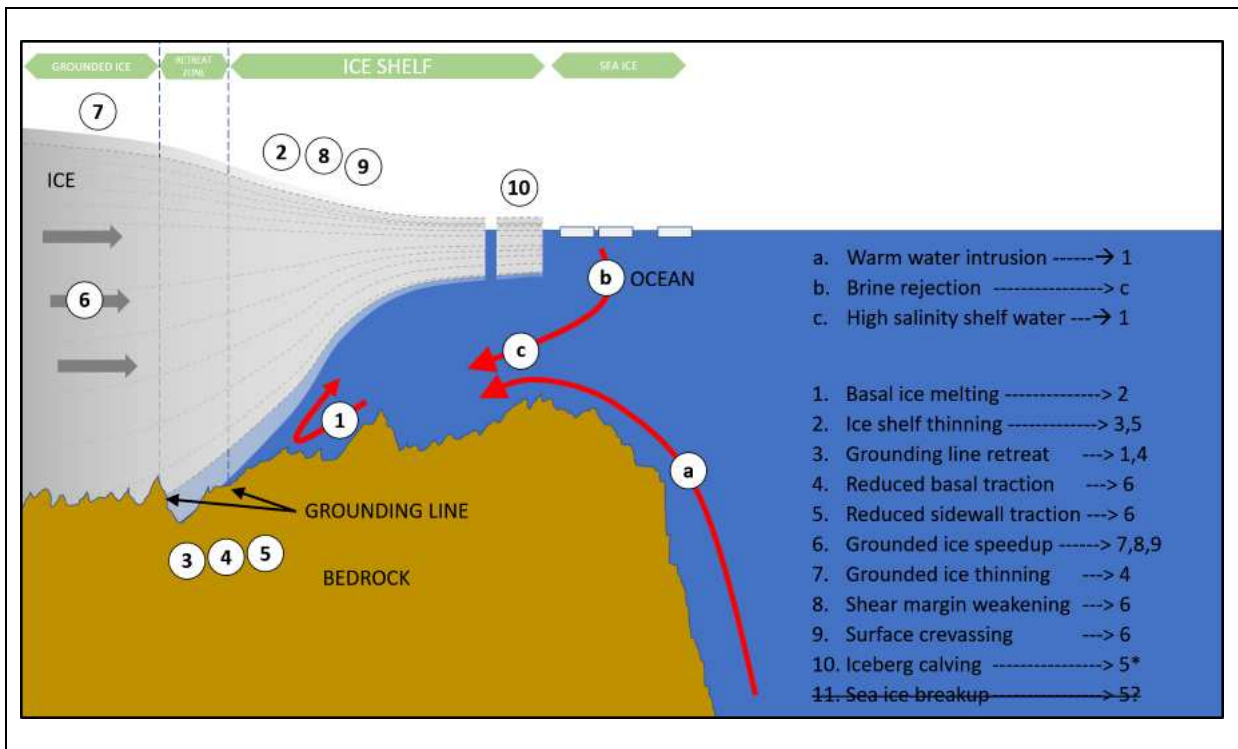 GROUNDED ICE
RETREAT
ZONE
ICE SHELF
SEA ICE
7
2
8
9
10
ICE
6
b
OCEAN
c
1
a
GROUNDING LINE
3
4
5
BEDROCK
a. Warm water intrusion ------→ 1
b. Brine rejection ----------------> c
c. High salinity shelf water ---→ 1
1. Basal ice melting --------------> 2
2. Ice shelf thinning -------------> 3,5
3. Grounding line retreat ---> 1,4
4. Reduced basal traction ---> 6
5. Reduced sidewall traction ---> 6
6. Grounded ice speedup ------> 7,8,9
7. Grounded ice thinning ---> 4
8. Shear margin weakening ---> 6
9. Surface crevassing ---> 6
10. Iceberg calving ----------------> 5*
11. Sea ice breakup ----------------> 5?